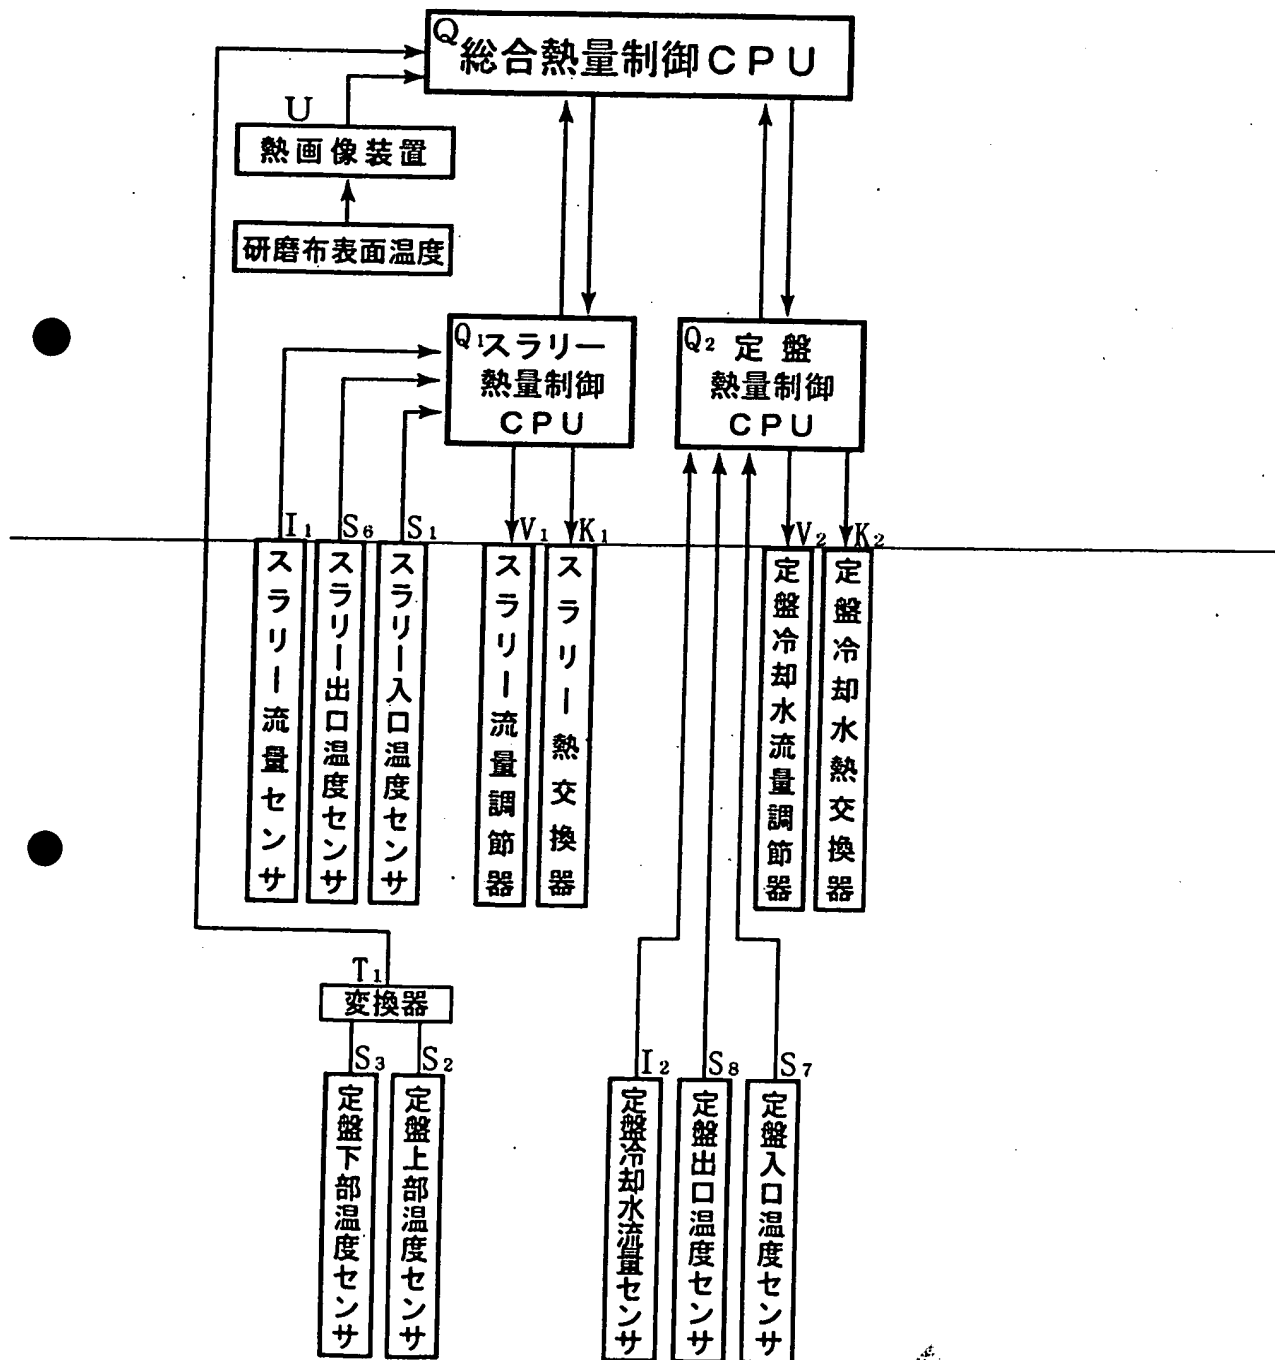 Q
総合熱量制御CPU
U
熱画像装置
研磨布表面温度
Q₁スラリー
熱量制御
CPU
Q₂ 定盤
熱量制御
CPU
I₁
S₆
S₁
V₁
K₁
V₂
K₂
スラリー流量センサ
スラリー出口温度センサ
スラリー入口温度センサ
スラリー流量調節器
スラリー熱交換器
定盤冷却水流量調節器
定盤冷却水熱交換器
T₁
変換器
S₃
S₂
I₂
S₈
S₇
定盤下部温度センサ
定盤上部温度センサ
定盤冷却水流量センサ
定盤出口温度センサ
定盤入口温度センサ